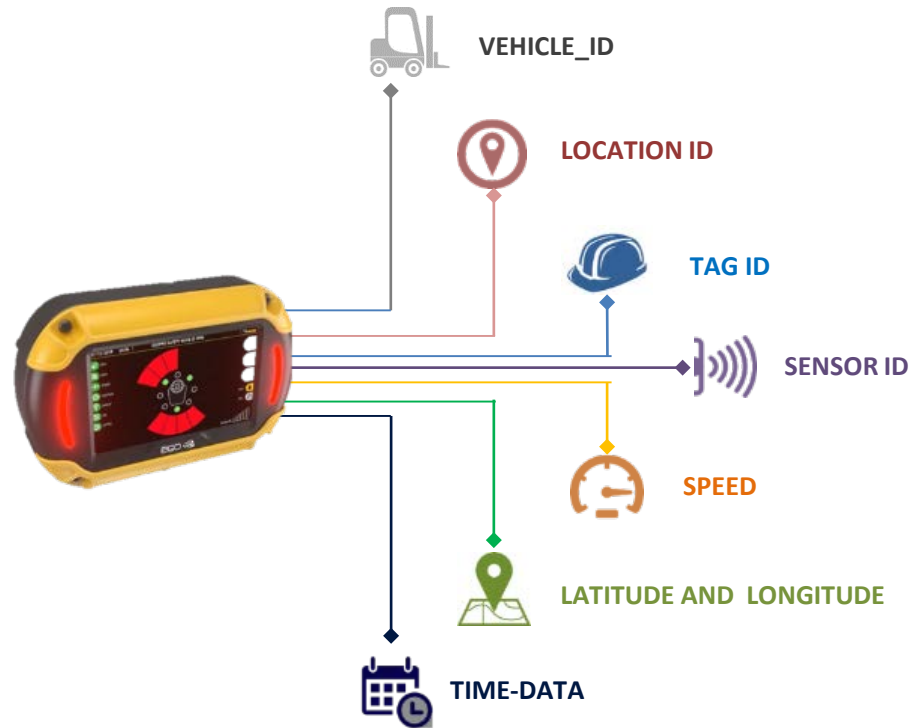 VEHICLE_ID
LOCATION ID
TAG ID
SENSOR ID
SPEED
LATITUDE AND LONGITUDE
TIME-DATA